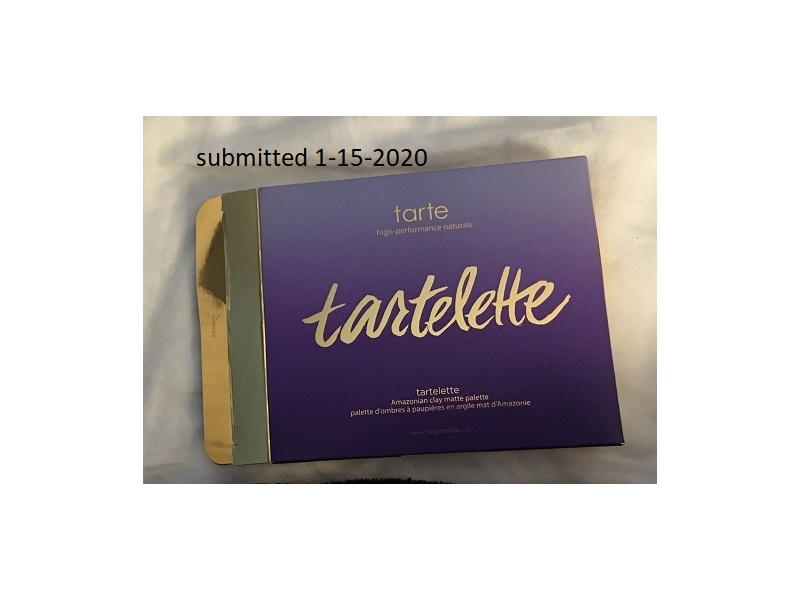 submitted 1-15-2020
tarte
high-performance naturals
tartelette
tartelette
Amazonian clay matte palette
palette d'ombres à paupières en argile mat d'Amazonie